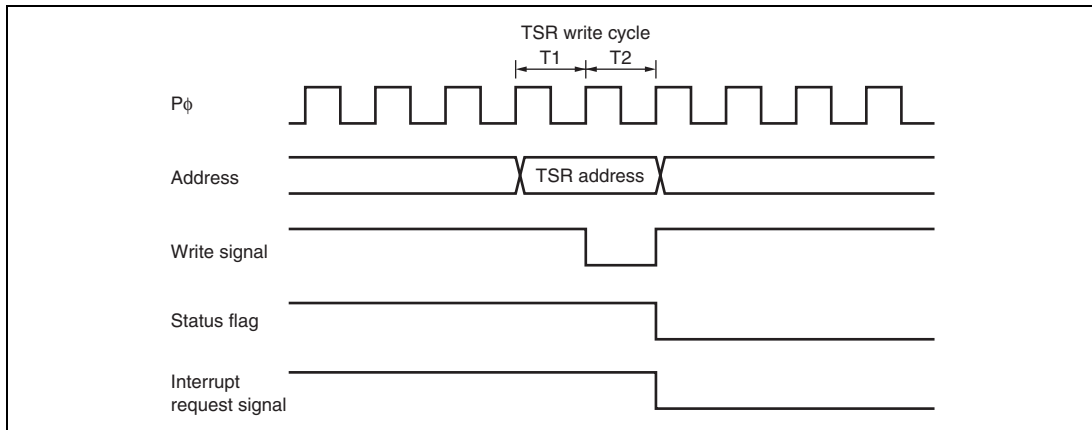 TSR write cycle
T1
T2
Pϕ
Address
TSR address
Write signal
Status flag
Interrupt
request signal